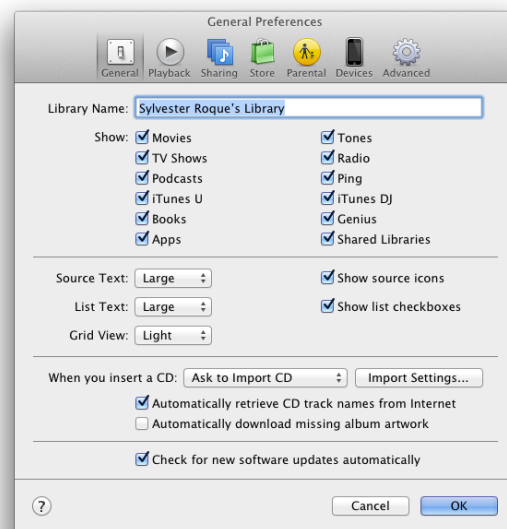 General Preferences
General Playback Sharing Store Parental Devices Advanced
Library Name: Sylvester Roque's Library
Show: Movies Tones
TV Shows Radio
Podcasts Ping
iTunes U iTunes DJ
Books Genius
Apps Shared Libraries
Source Text: Large Show source icons
List Text: Large Show list checkboxes
Grid View: Light
When you insert a CD: Ask to Import CD Import Settings...
Automatically retrieve CD track names from Internet
Automatically download missing album artwork
Check for new software updates automatically
? Cancel OK